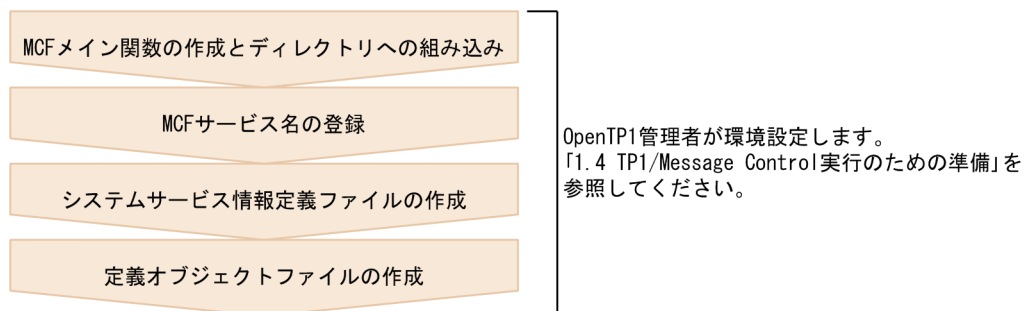 MCFメイン関数の作成とディレクトリへの組み込み
MCFサービス名の登録
システムサービス情報定義ファイルの作成
定義オブジェクトファイルの作成
OpenTP1管理者が環境設定します。
「1.4 TP1/Message Control実行のための準備」を
参照してください。